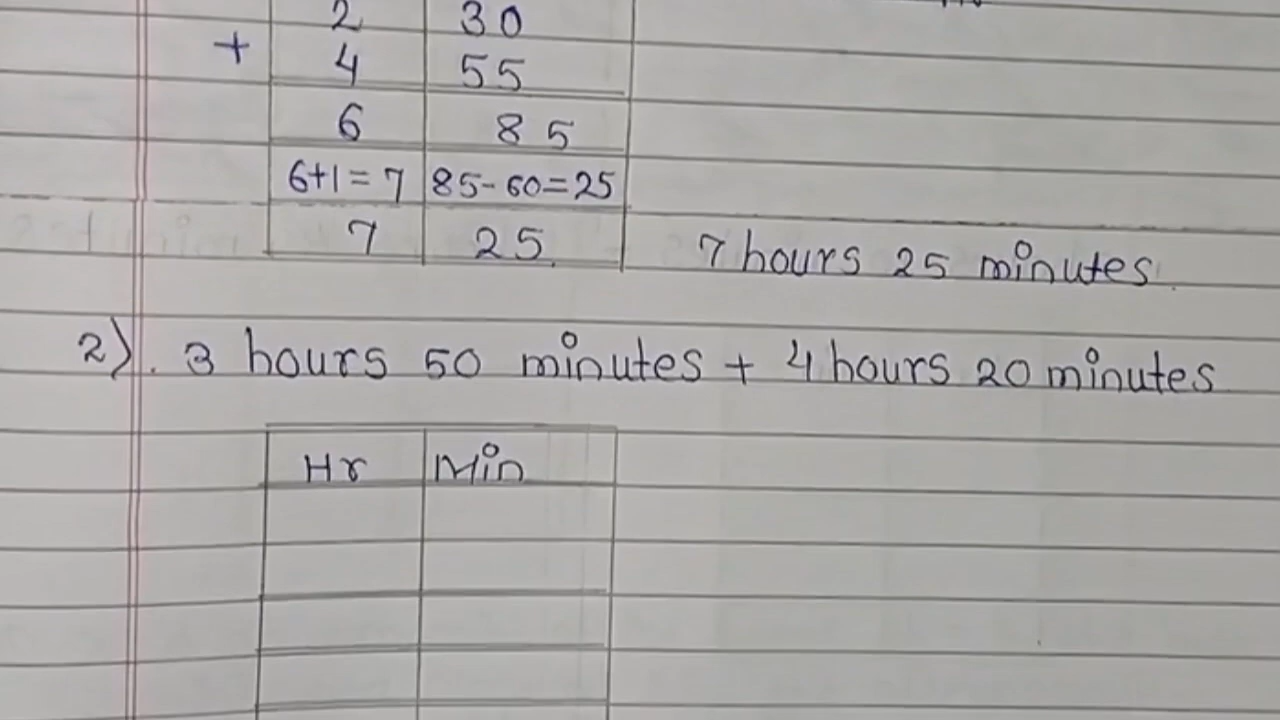 2 30
+ 4 55
6 85
6+1=7 85-60=25
7 25 7 hours 25 minutes.
2). 3 hours 50 minutes + 4 hours 20 minutes
Hr Min